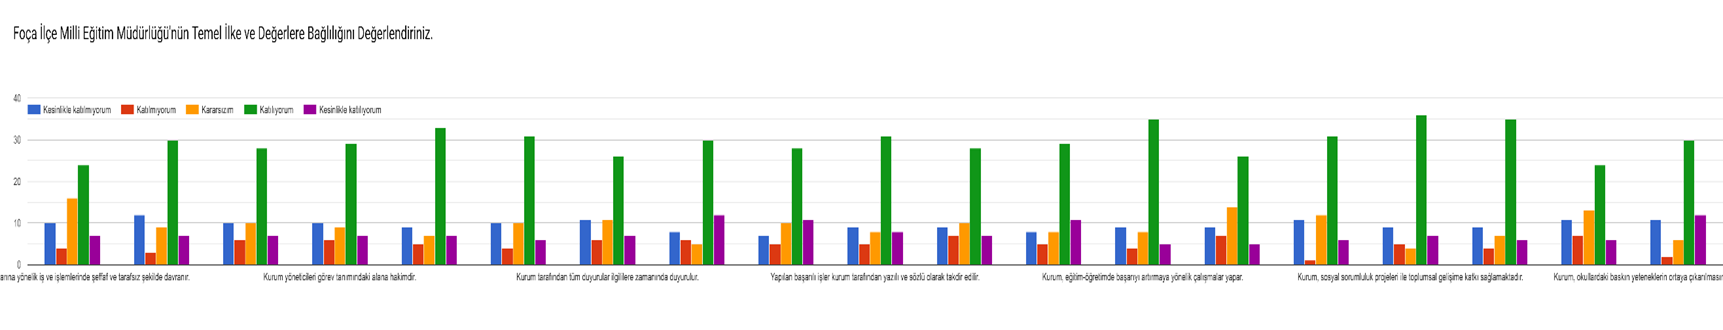 Foça İlçe Milli Eğitim Müdürlüğü'nün Temel İlke ve Değerlere Bağlılığını Değerlendiriniz.
40
Kesinlikle katılmıyorum Katılmıyorum Kararsızım Katılıyorum Kesinlikle katılıyorum
30
20
10
0
arına yönelik iş ve işlemlerinde şeffaf ve tarafsız şekilde davranır. Kurum yöneticileri görev tanımındaki alana hakimdir. Kurum tarafından tüm duyurular ilgililere zamanında duyurulur. Yapılan başarılı işler kurum tarafından yazılı ve sözlü olarak takdir edilir. Kurum, eğitim-öğretimde başarıyı artırmaya yönelik çalışmalar yapar. Kurum, sosyal sorumluluk projeleri ile toplumsal gelişime katkı sağlamaktadır. Kurum, okullardaki baskın yeteneklerin ortaya çıkarılması